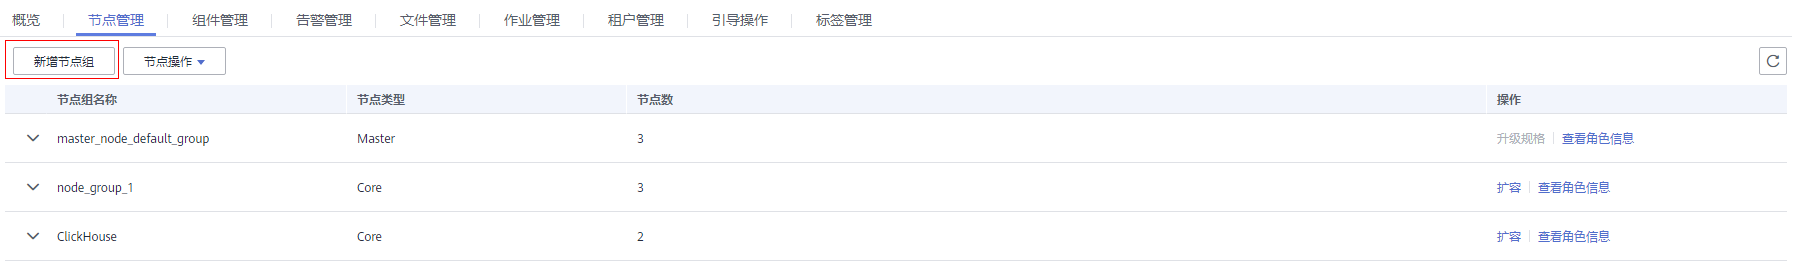 概览 节点管理 组件管理 告警管理 文件管理 作业管理 租户管理 引导操作 标签管理
新增节点组 节点操作
节点组名称 节点类型 节点数 操作
master_node_default_group Master 3 升级规格 查看角色信息
node_group_1 Core 3 扩容 查看角色信息
ClickHouse Core 2 扩容 查看角色信息